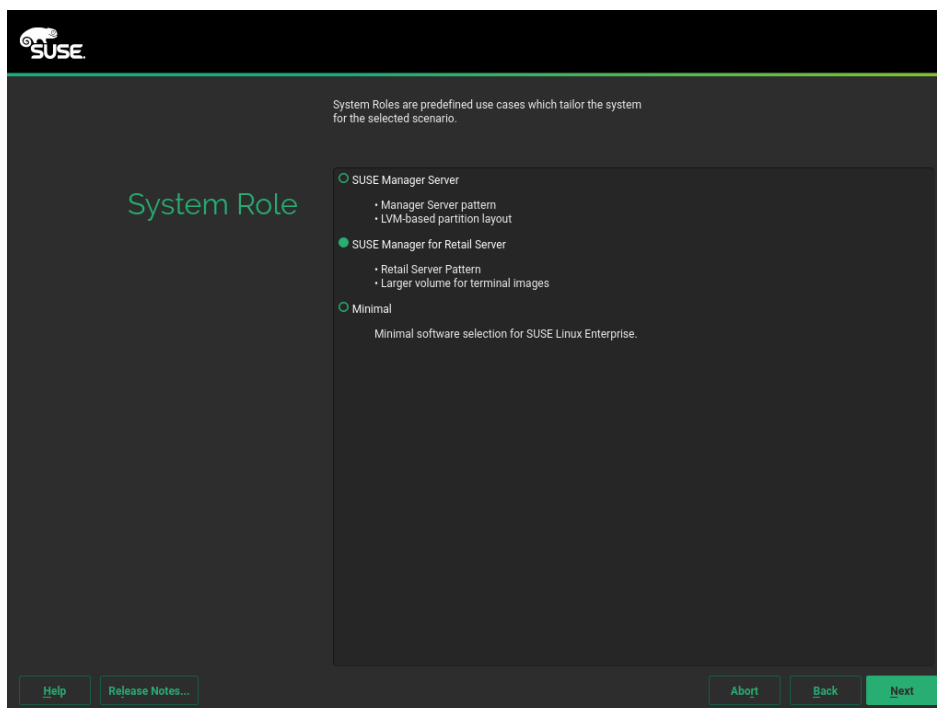 SUSE.
System Roles are predefined use cases which tailor the system
for the selected scenario.
System Role
SUSE Manager Server
• Manager Server pattern
• LVM-based partition layout
SUSE Manager for Retail Server
• Retail Server Pattern
• Larger volume for terminal images
Minimal
Minimal software selection for SUSE Linux Enterprise.
Help
Release Notes...
Abort
Back
Next